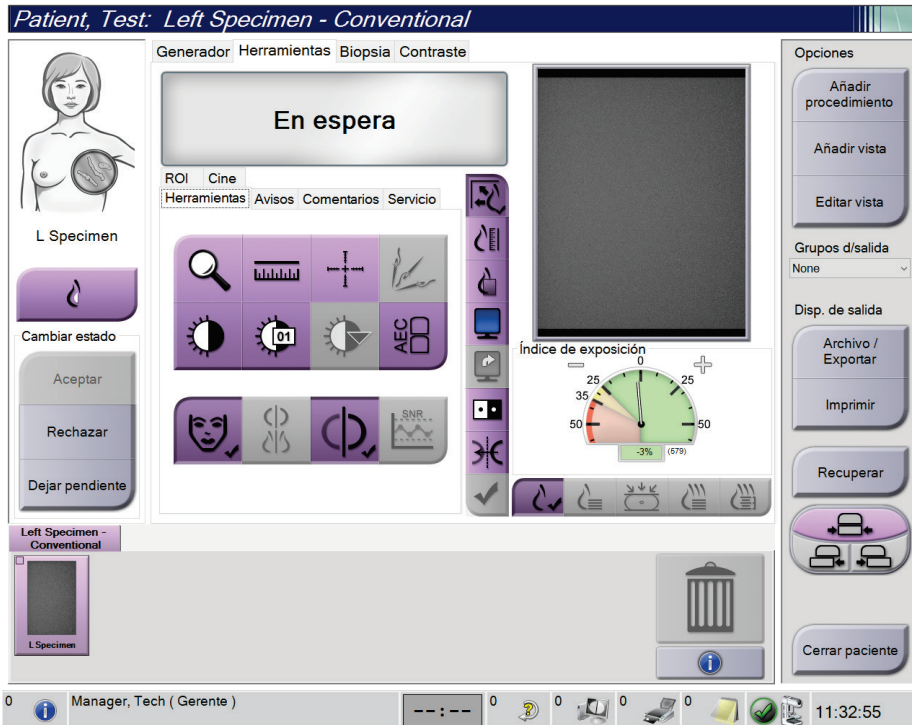 Patient, Test: Left Specimen - Conventional
Generador Herramientas Biopsia Contraste
En espera
ROI Cine
Herramientas Avisos Comentarios Servicio
01
AEC
SNR
L Specimen
Cambiar estado
Aceptar
Rechazar
Dejar pendiente
Índice de exposición
0
25 25
35
50 50
-3% (679)
Opciones
Añadir
procedimiento
Añadir vista
Editar vista
Grupos d/salida
None
Disp. de salida
Archivo /
Exportar
Imprimir
Recuperar
Cerrar paciente
Left Specimen -
Conventional
L Specimen
0 Manager, Tech ( Gerente ) --:-- 0 0 0 0 11:32:55